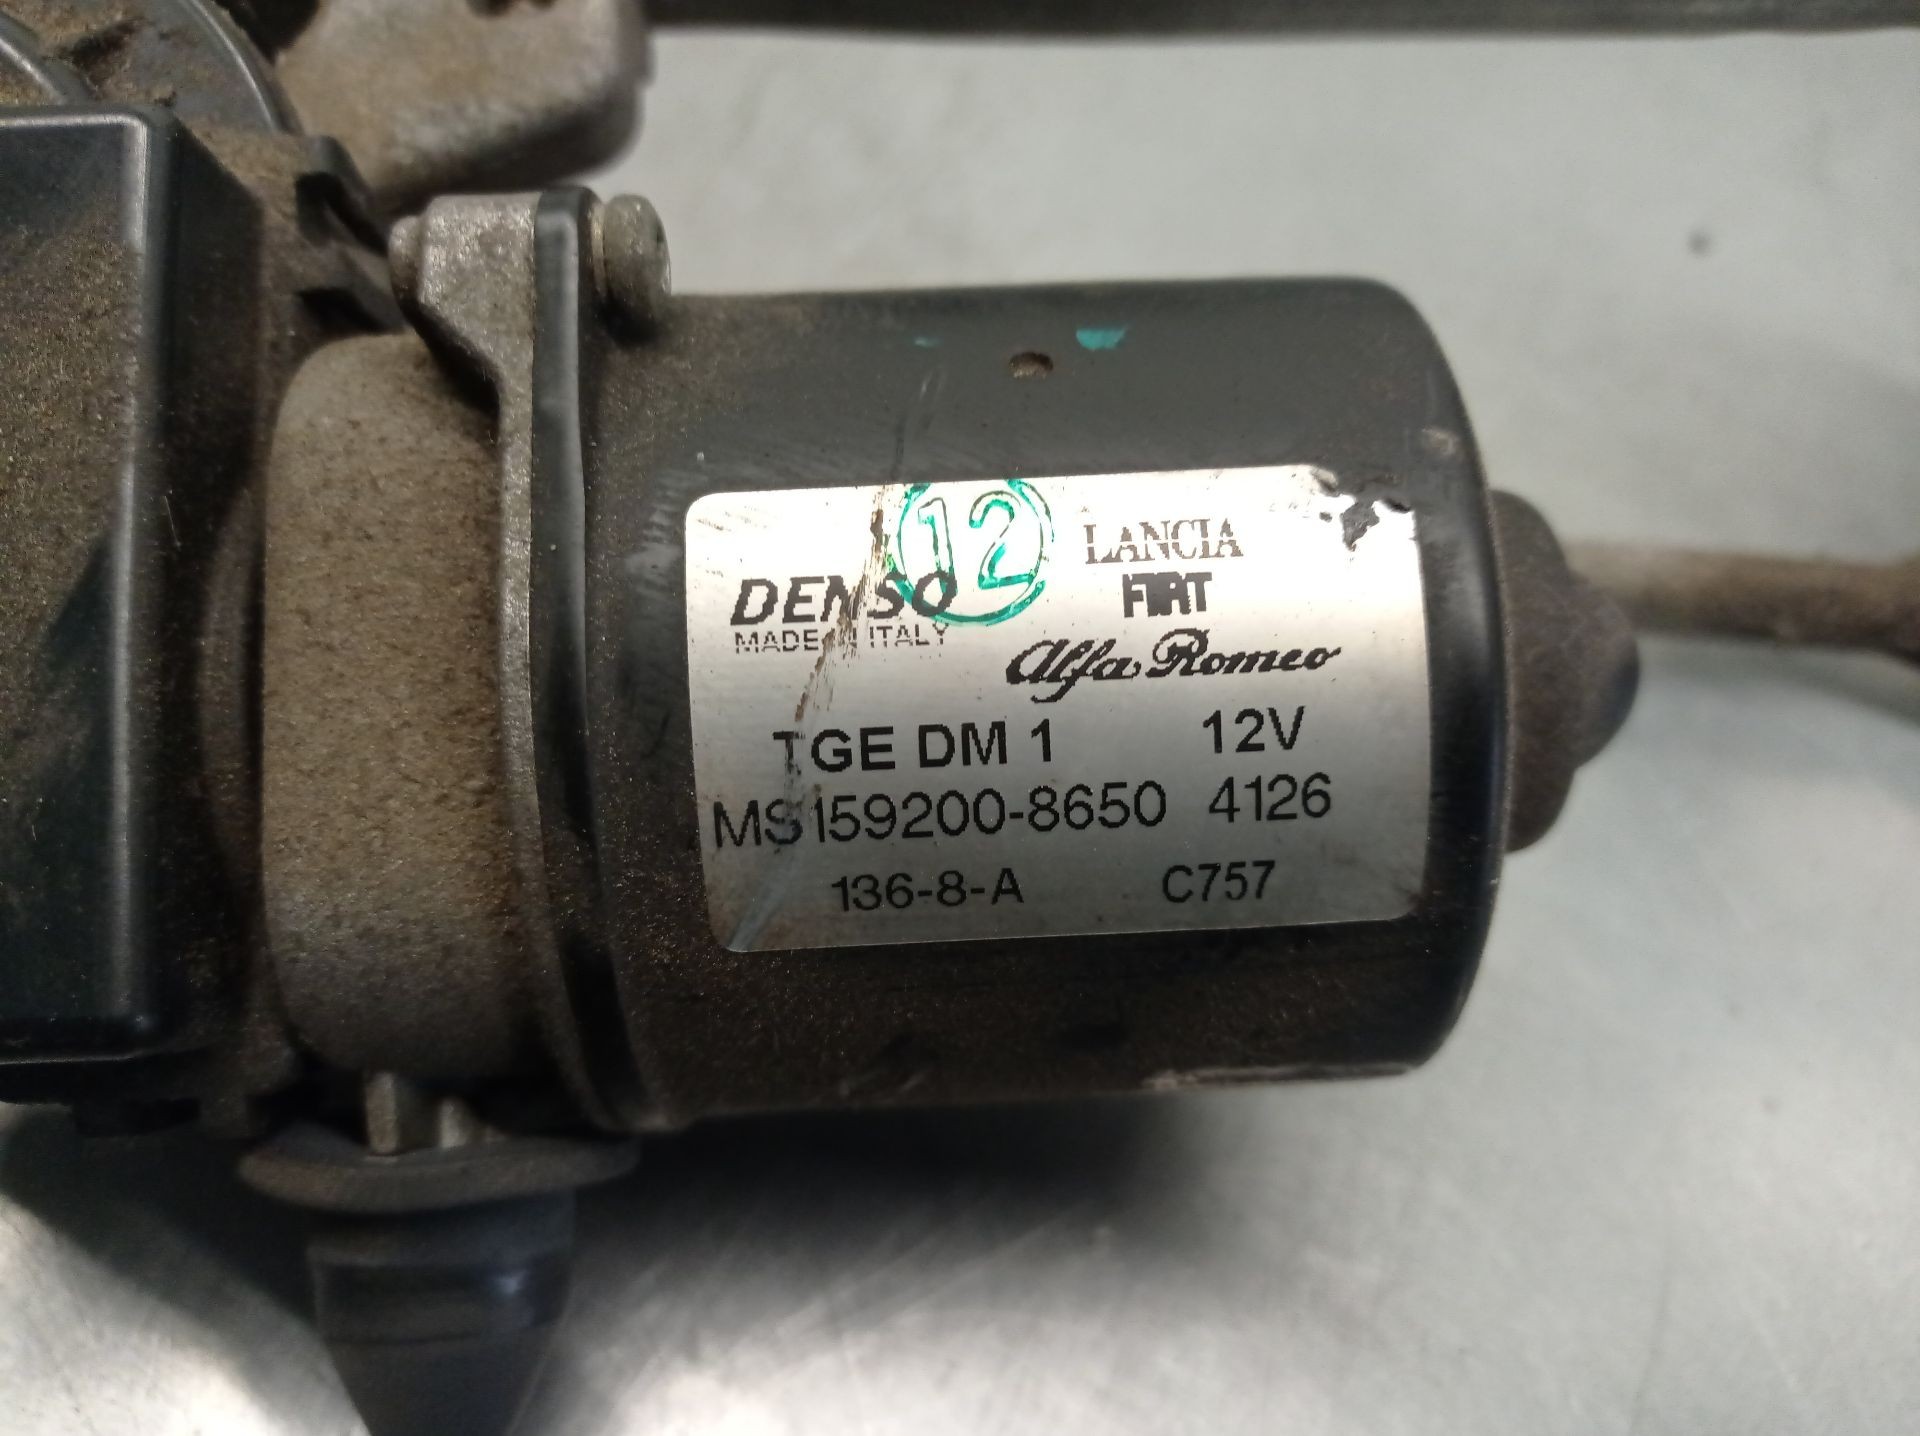 12
LANCIA
DENSO
FIAT
MADE IN ITALY
Alfa Romeo
TGE DM 1 12V
MS159200-8650 4126
136-8-A C757